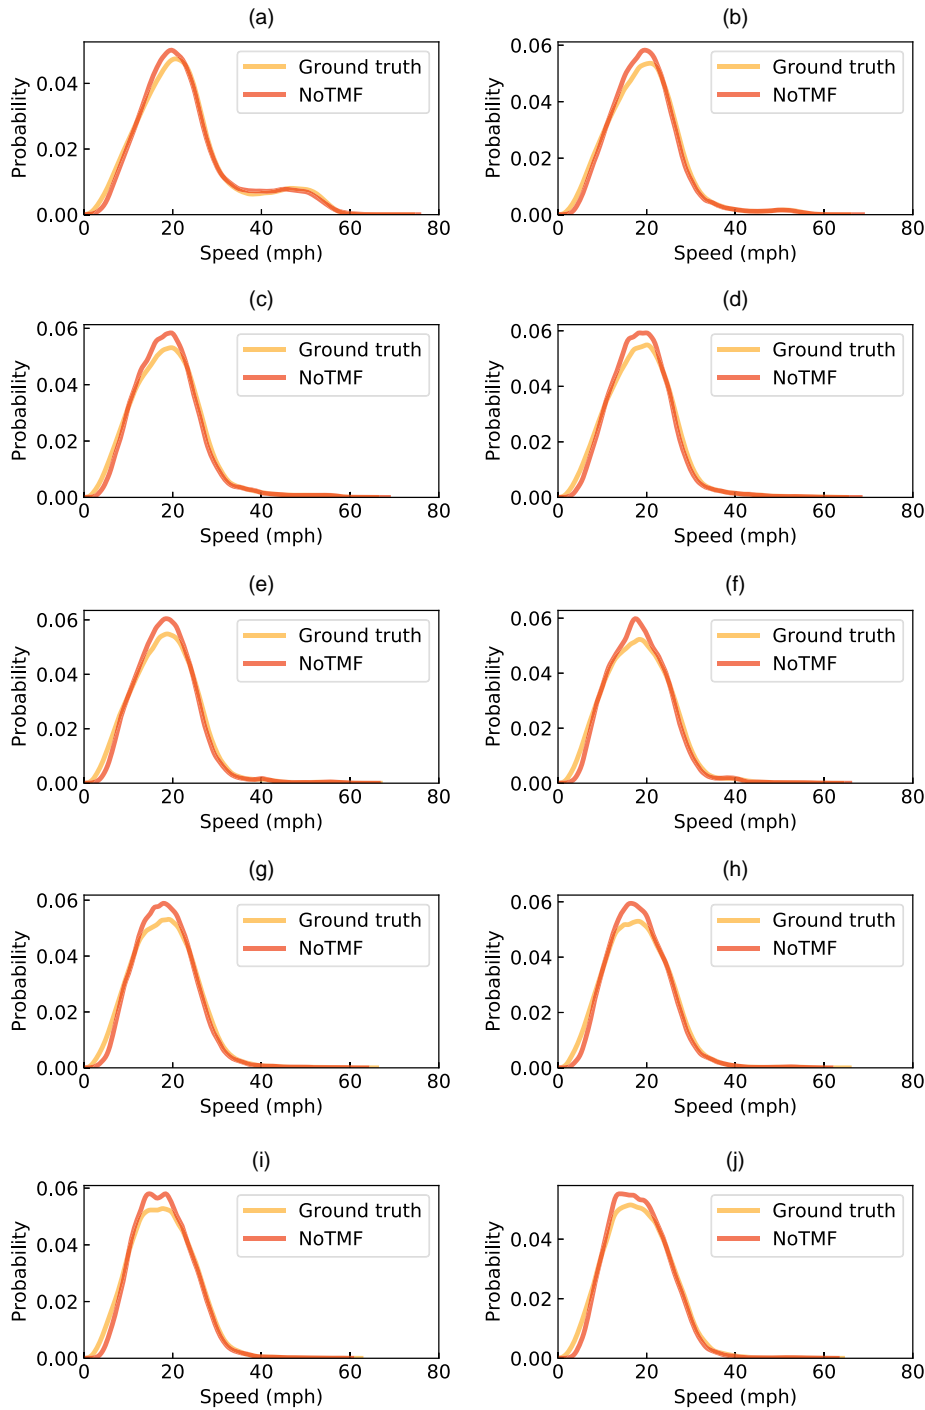 (a)
Probability
0.04
0.02
0.00
Ground truth
NoTMF
0 20 40 60 80
Speed (mph)
(b)
Probability
0.06
0.04
0.02
0.00
Ground truth
NoTMF
0 20 40 60 80
Speed (mph)
(c)
Probability
0.06
0.04
0.02
0.00
Ground truth
NoTMF
0 20 40 60 80
Speed (mph)
(d)
Probability
0.06
0.04
0.02
0.00
Ground truth
NoTMF
0 20 40 60 80
Speed (mph)
(e)
Probability
0.06
0.04
0.02
0.00
Ground truth
NoTMF
0 20 40 60 80
Speed (mph)
(f)
Probability
0.06
0.04
0.02
0.00
Ground truth
NoTMF
0 20 40 60 80
Speed (mph)
(g)
Probability
0.06
0.04
0.02
0.00
Ground truth
NoTMF
0 20 40 60 80
Speed (mph)
(h)
Probability
0.06
0.04
0.02
0.00
Ground truth
NoTMF
0 20 40 60 80
Speed (mph)
(i)
Probability
0.06
0.04
0.02
0.00
Ground truth
NoTMF
0 20 40 60 80
Speed (mph)
(j)
Probability
0.04
0.02
0.00
Ground truth
NoTMF
0 20 40 60 80
Speed (mph)